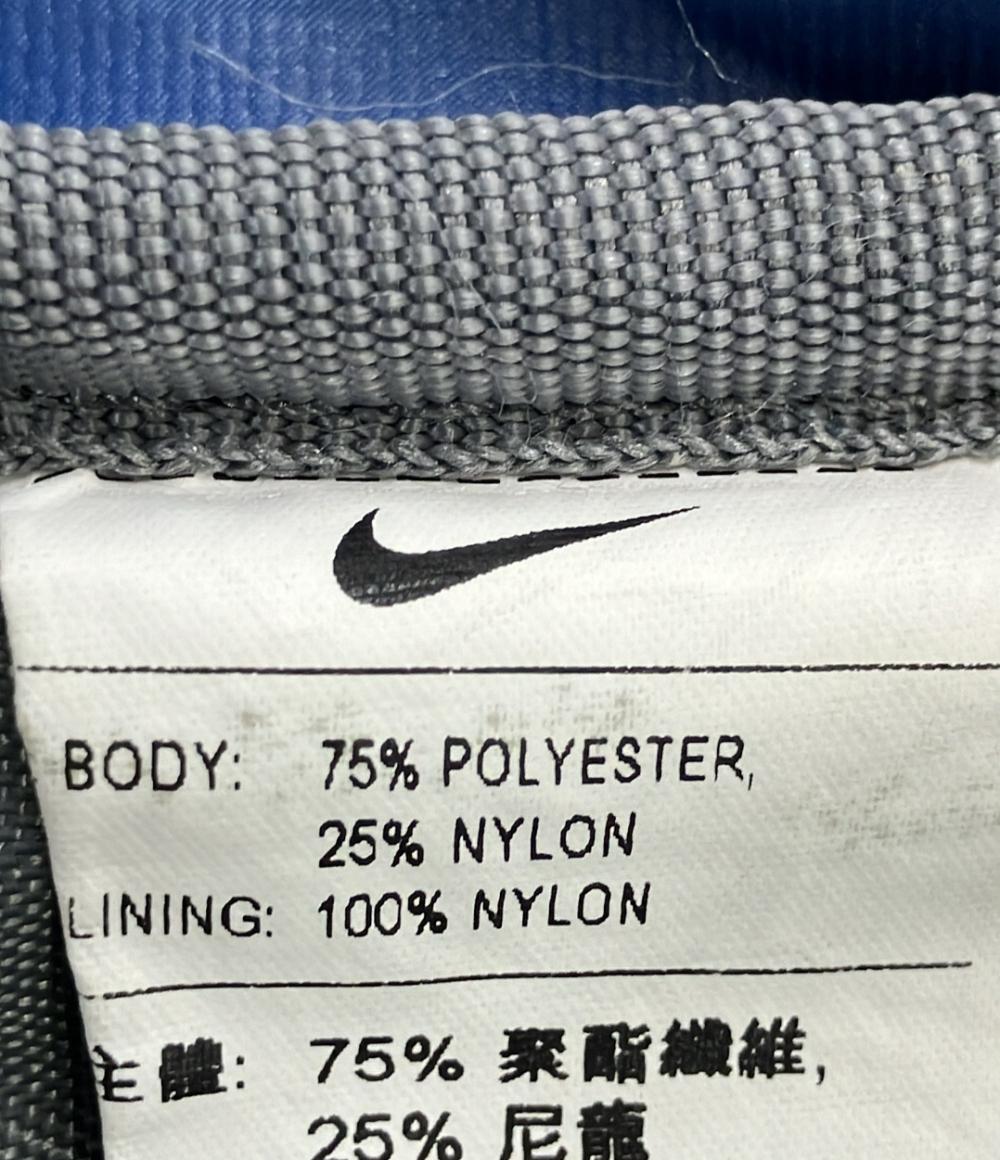 BODY: 75% POLYESTER,
25% NYLON
LINING: 100% NYLON
主體: 75% 聚酯纖維,
25% 尼龍